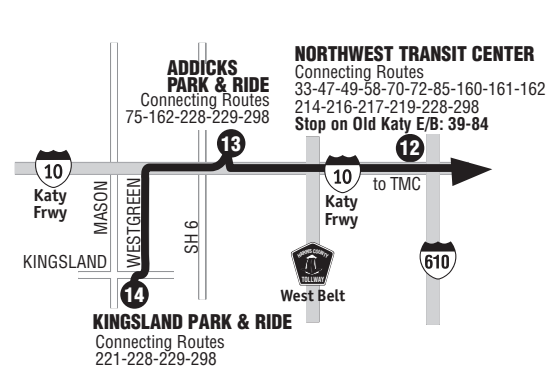 NORTHWEST TRANSIT CENTER
Connecting Routes
33-47-49-58-70-72-85-160-161-162
214-216-217-219-228-298
Stop on Old Katy E/B: 39-84
12
ADDICKS
PARK & RIDE
Connecting Routes
75-162-228-229-298
13
10
Katy
Frwy
10
Katy
Frwy
to TMC
MASON
WESTGREEN
SH 6
KINGSLAND
HARRIS COUNTY
TOLLWAY
West Belt
610
14
KINGSLAND PARK & RIDE
Connecting Routes
221-228-229-298